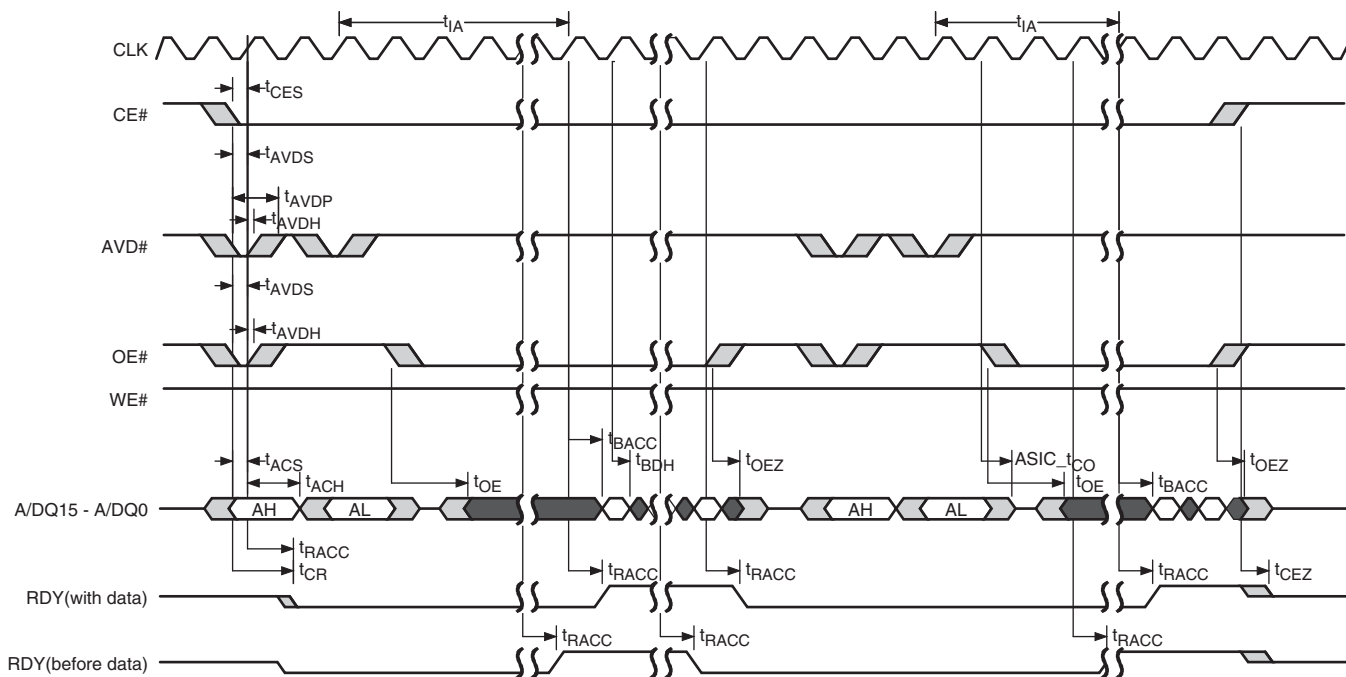 tIA tIA
CLK
tCES
CE#
tAVDS
tAVDP
tAVDH
AVD#
tAVDS
tAVDH
OE#
WE#
tBACC
tACS tBDH tOEZ ASIC_tCO tOEZ
tACH tOE tOE tBACC
A/DQ15 - A/DQ0 AH AL AH AL
tRACC
tCR tRACC tRACC tRACC tCEZ
RDY(with data)
tRACC tRACC tRACC
RDY(before data)